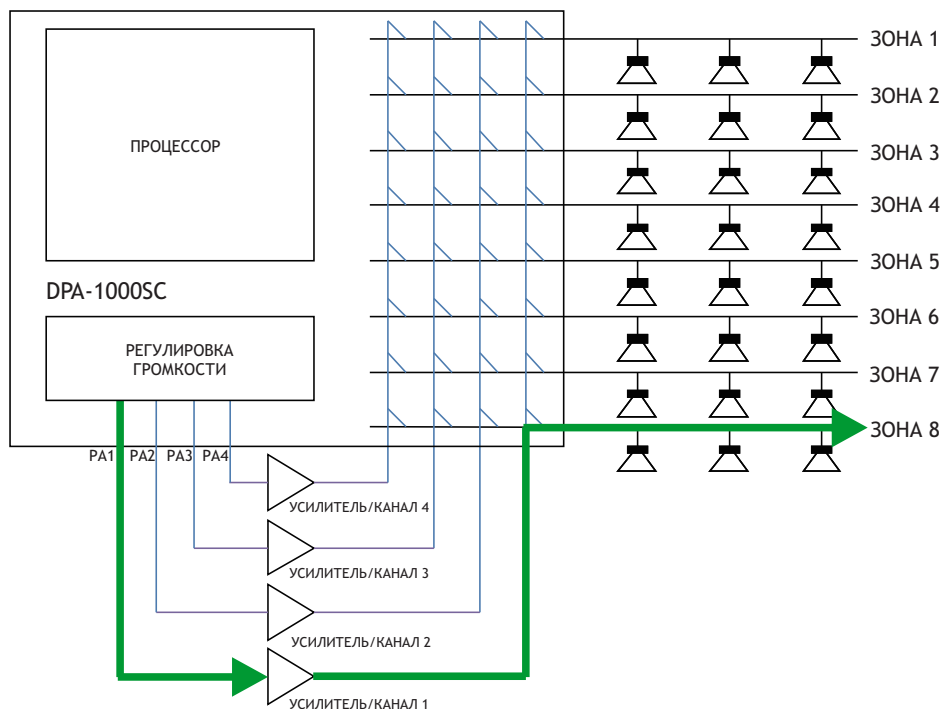 ПРОЦЕССОР
DPA-1000SC
РЕГУЛИРОВКА
ГРОМКОСТИ
PA1 PA2 PA3 PA4
УСИЛИТЕЛЬ/КАНАЛ 4
УСИЛИТЕЛЬ/КАНАЛ 3
УСИЛИТЕЛЬ/КАНАЛ 2
УСИЛИТЕЛЬ/КАНАЛ 1
ЗОНА 1
ЗОНА 2
ЗОНА 3
ЗОНА 4
ЗОНА 5
ЗОНА 6
ЗОНА 7
ЗОНА 8